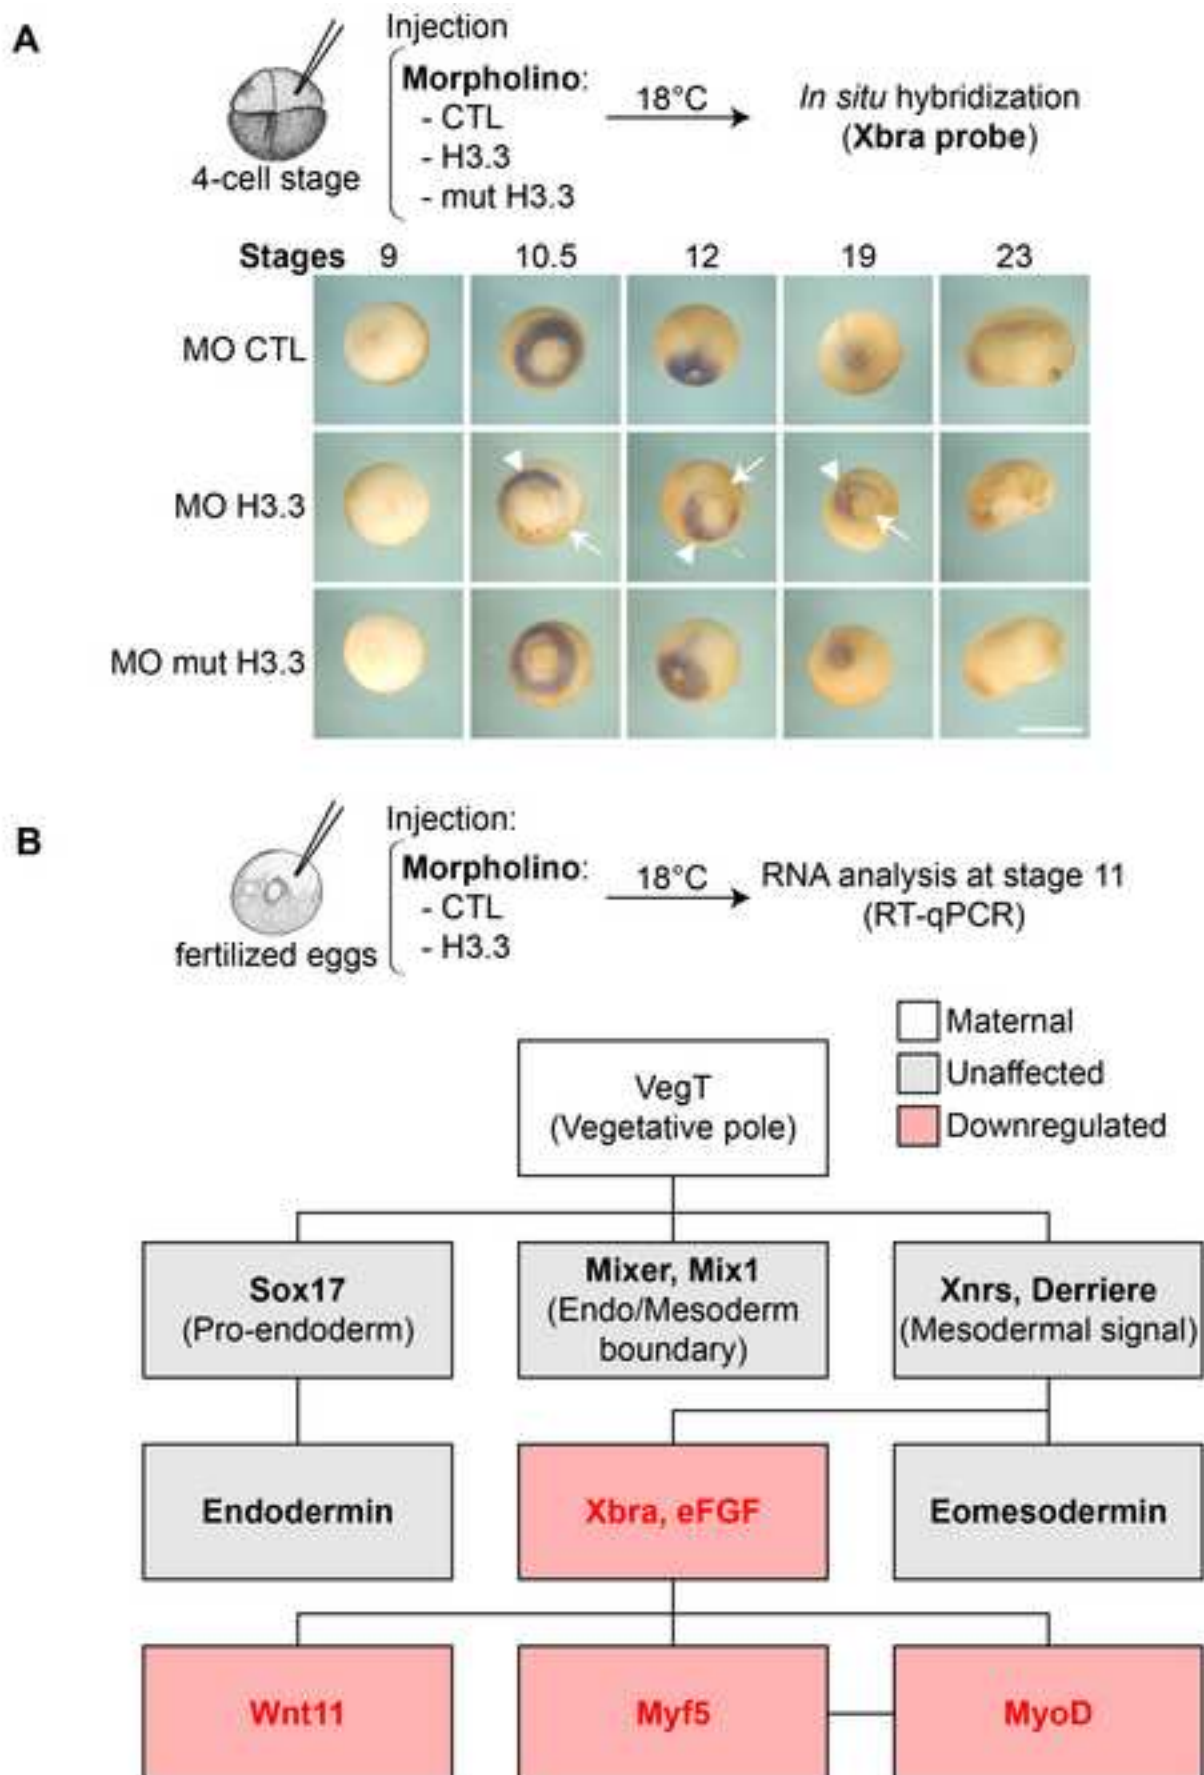 A
Injection
Morpholino:
- CTL
- H3.3
- mut H3.3
4-cell stage
18°C
In situ hybridization
(Xbra probe)
Stages 9 10.5 12 19 23
MO CTL
MO H3.3
MO mut H3.3
B
Injection:
Morpholino:
- CTL
- H3.3
fertilized eggs
18°C
RNA analysis at stage 11
(RT-qPCR)
Maternal
Unaffected
Downregulated
VegT
(Vegetative pole)
Sox17
(Pro-endoderm)
Mixer, Mix1
(Endo/Mesoderm
boundary)
Xnrs, Derriere
(Mesodermal signal)
Endodermin
Xbra, eFGF
Eomesodermin
Wnt11
Myf5
MyoD